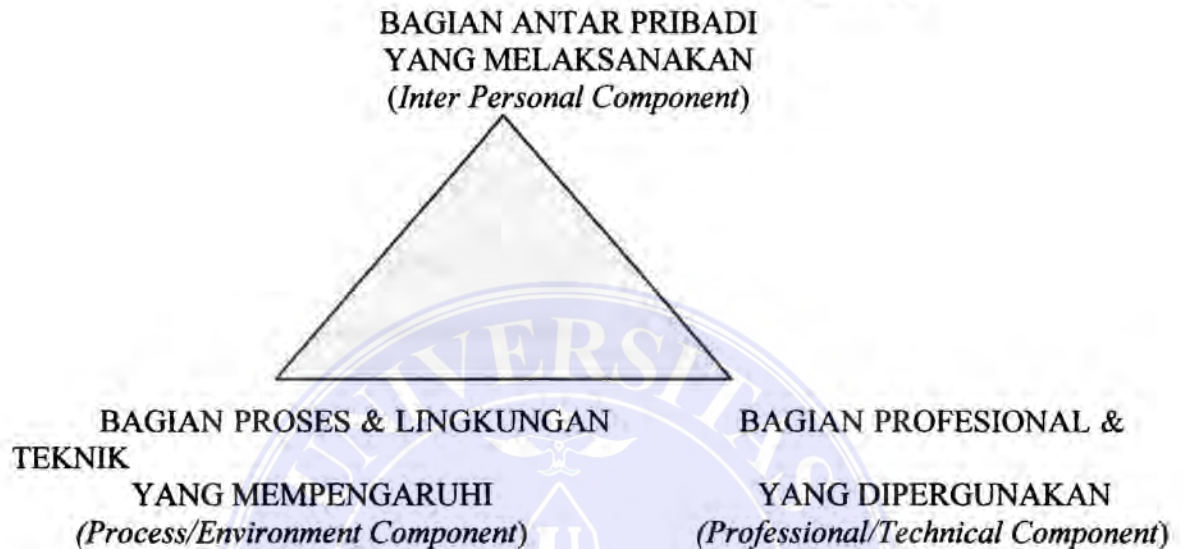 BAGIAN ANTAR PRIBADI
YANG MELAKSANAKAN
(Inter Personal Component)
BAGIAN PROSES & LINGKUNGAN BAGIAN PROFESIONAL &
TEKNIK
YANG MEMPENGARUHI YANG DIPERGUNAKAN
(Process/Environment Component) (Professional/Technical Component)
UNIVERSITAS
U